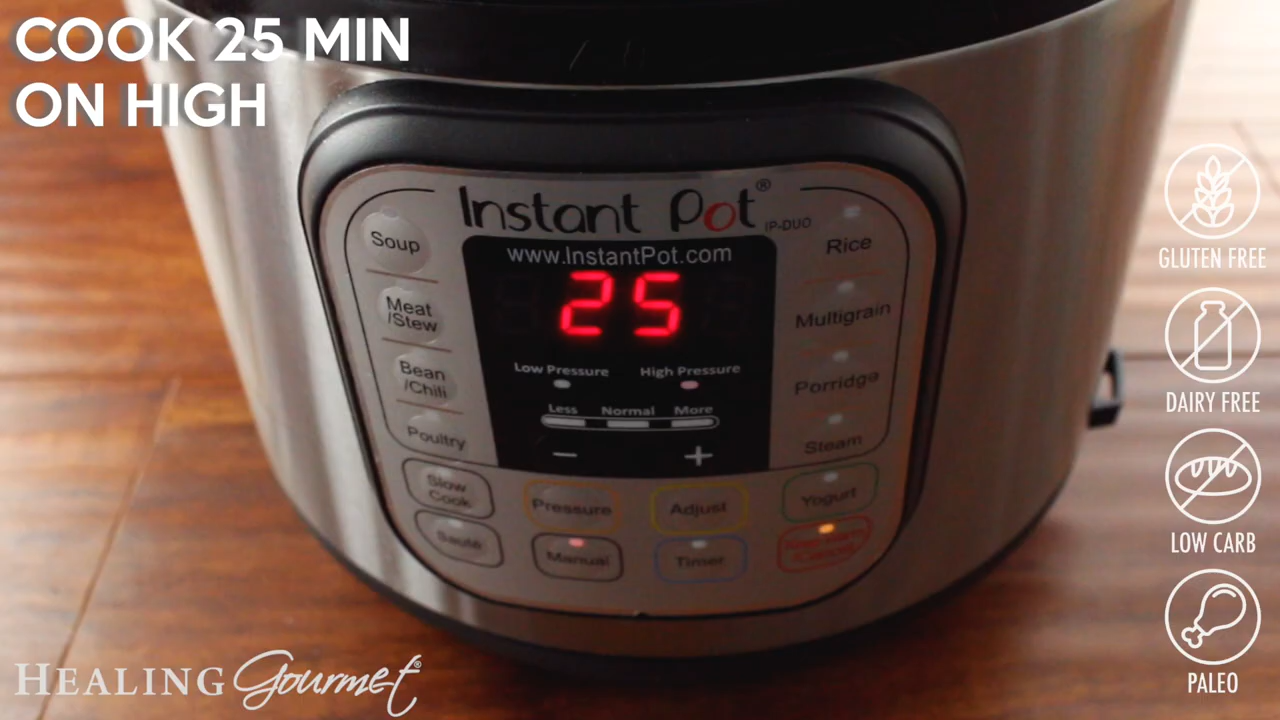 COOK 25 MIN
ON HIGH
Instant Pot®
IP-DUO
www.InstantPot.com
25
Low Pressure High Pressure
Less Normal More
− +
Soup
Meat
/Stew
Bean
/Chili
Poultry
Slow
Cook
Sauté
Pressure
Manual
Adjust
Timer
Rice
Multigrain
Porridge
Steam
Yogurt
GLUTEN FREE
DAIRY FREE
LOW CARB
PALEO
HEALING Gourmet®